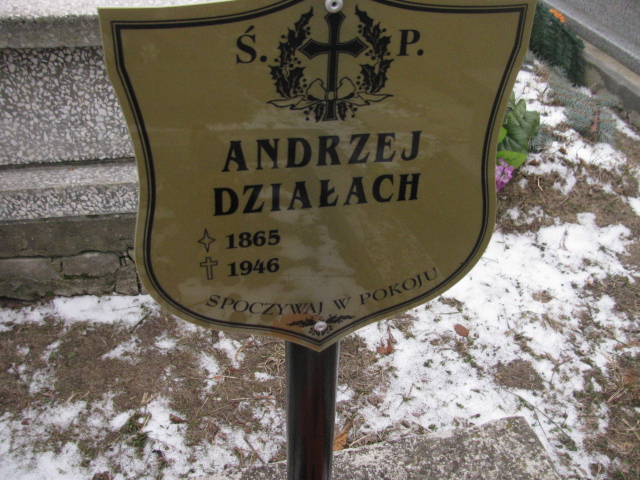 Ś. P.
ANDRZEJ
DZIAŁACH
1865
1946
SPOCZYWAJ W POKOJU